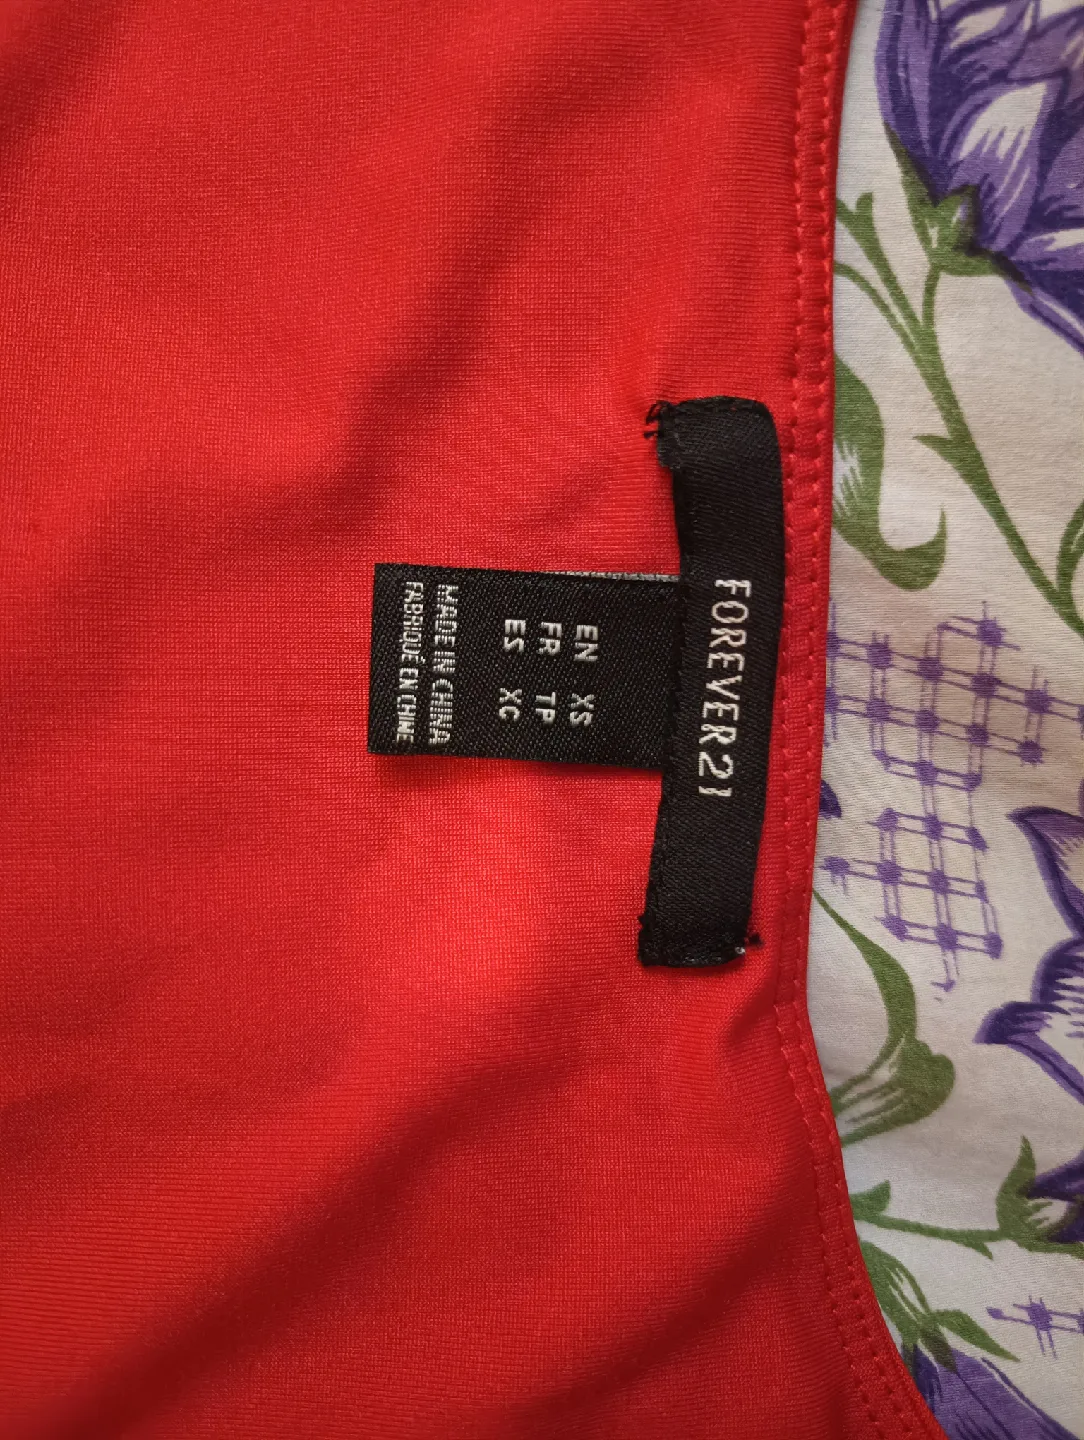 FOREVER 21
EN XS
FR TP
ES XC
MADE IN CHINA
FABRIQUÉ EN CHINE